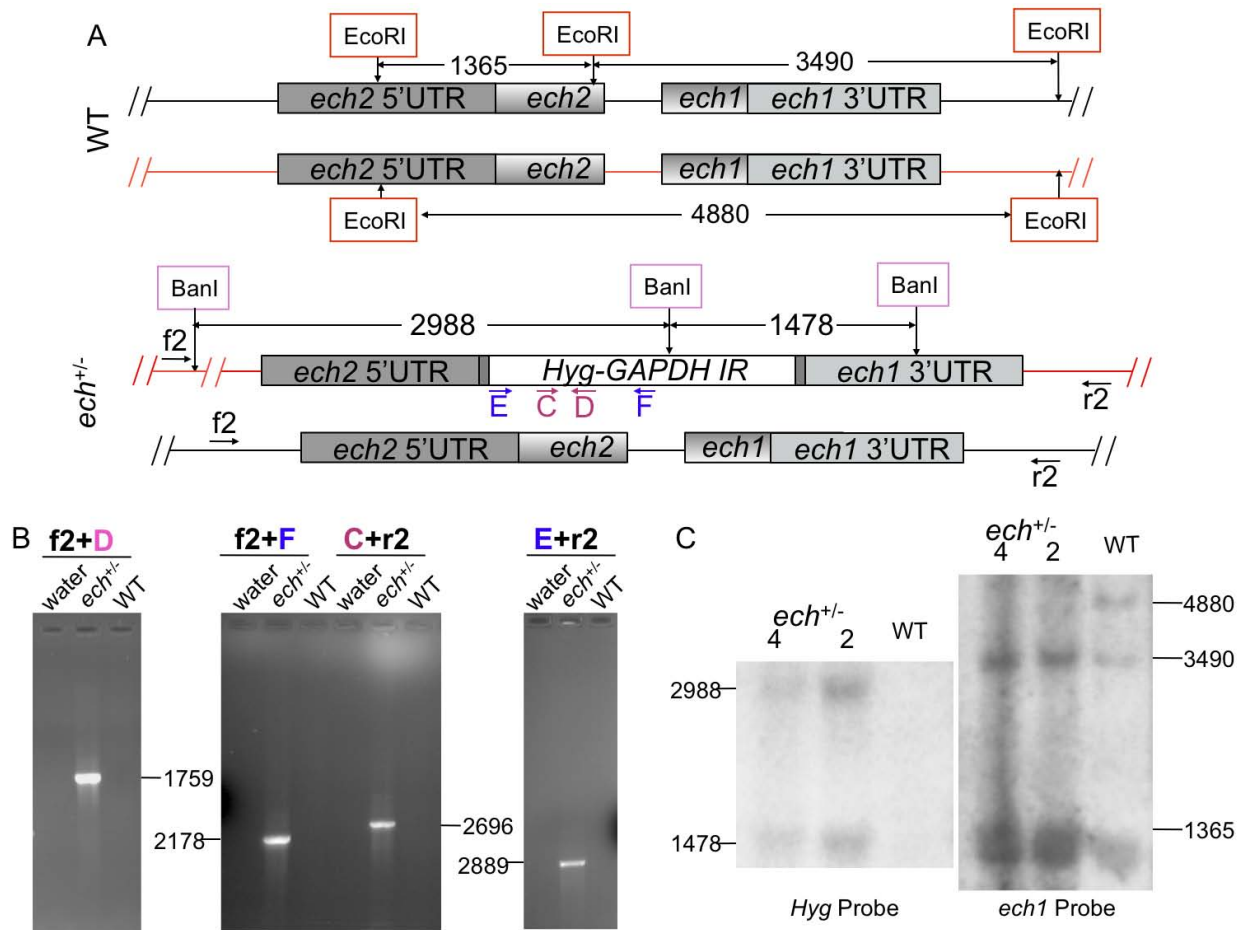 A
EcoRI
EcoRI
EcoRI
1365
3490
WT
ech2 5'UTR
ech2
ech1
ech1 3'UTR
ech2 5'UTR
ech2
ech1
ech1 3'UTR
EcoRI
4880
EcoRI
BanI
BanI
BanI
2988
1478
f2
ech+/-
ech2 5'UTR
Hyg-GAPDH IR
ech1 3'UTR
E
C
D
F
r2
f2
ech2 5'UTR
ech2
ech1
ech1 3'UTR
r2
B
f2+D
f2+F
C+r2
E+r2
water
ech+/-
WT
water
ech+/-
WT
water
ech+/-
WT
water
ech+/-
WT
1759
2178
2696
2889
C
ech+/-
4
2
WT
2988
1478
Hyg Probe
ech+/-
4
2
WT
4880
3490
1365
ech1 Probe